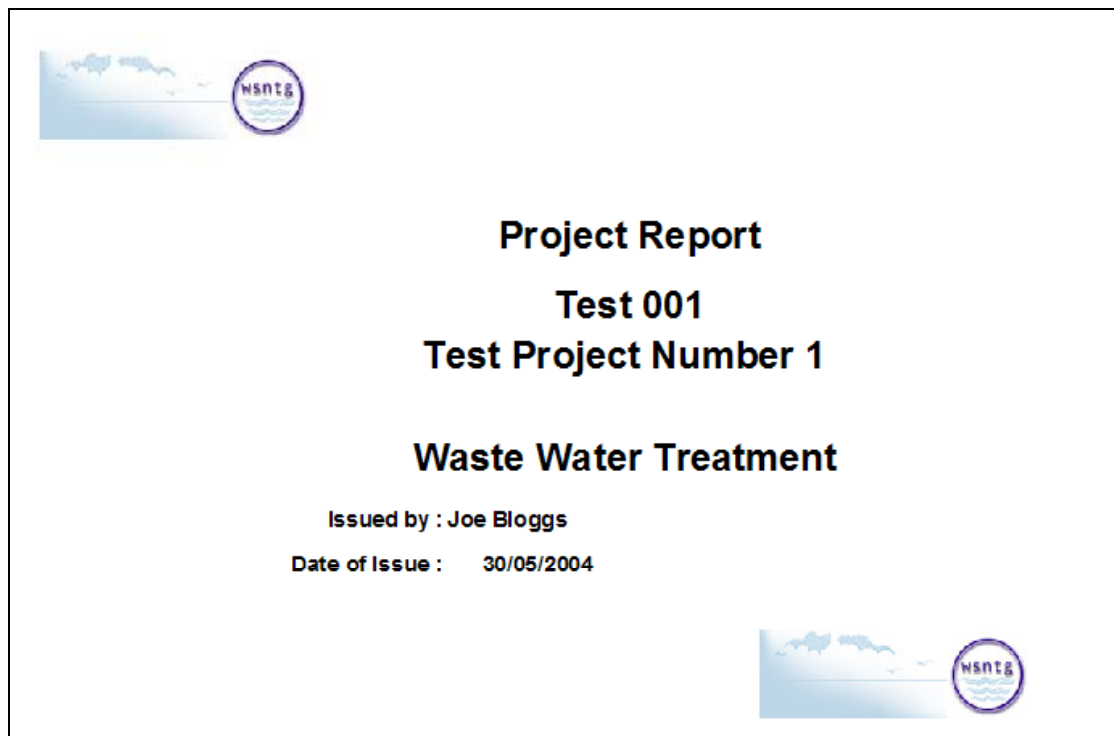 wsntg
Project Report
Test 001
Test Project Number 1
Waste Water Treatment
Issued by : Joe Bloggs
Date of Issue : 30/05/2004
wsntg